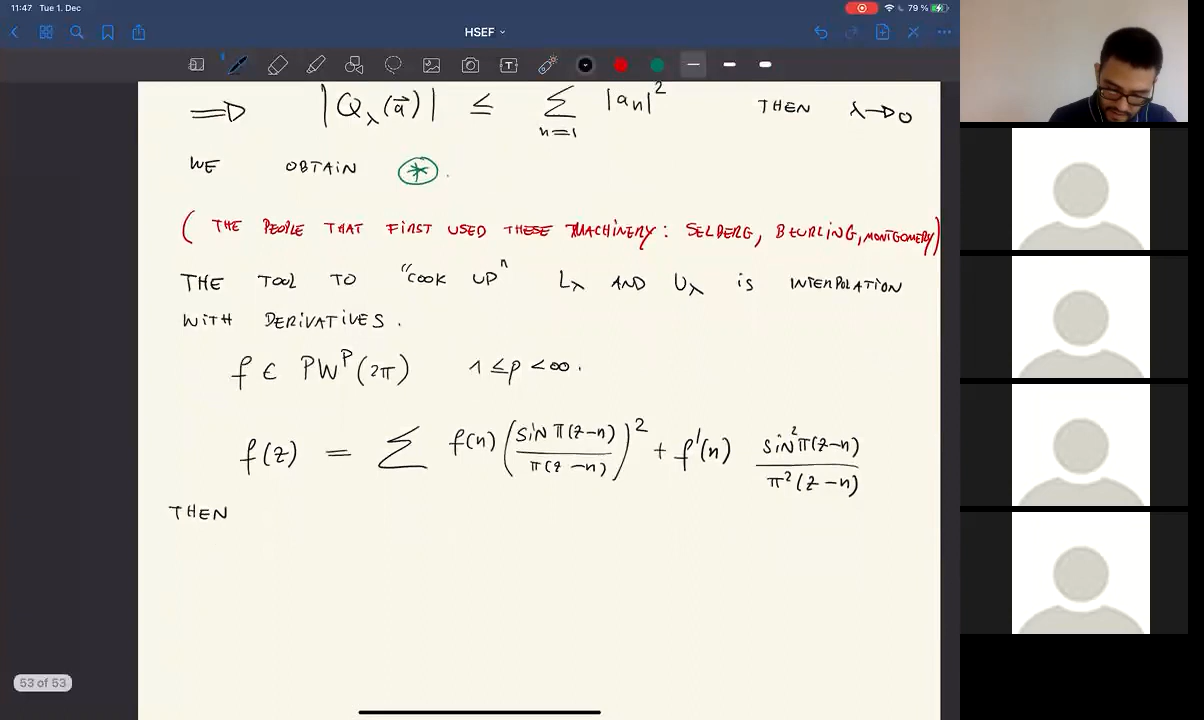 11:47 Tue 1. Dec
79 %
HSEF
⟹ |Q_λ(a⃗)| ≤ ∑_{n=1} |a_n|² THEN λ→0
WE OBTAIN ⊛.
(THE PEOPLE THAT FIRST USED THESE MACHINERY: SELBERG, BEURLING, MONTGOMERY)
THE TOOL TO "COOK UP" L_λ AND U_λ is INTERPOLATION
WITH DERIVATIVES.
f ∈ PW^P(2π) 1 ≤ p < ∞.
f(z) = ∑ f(n) (sin π(z-n) / π(z-n))² + f'(n) sin² π(z-n) / π²(z-n)
THEN
53 of 53